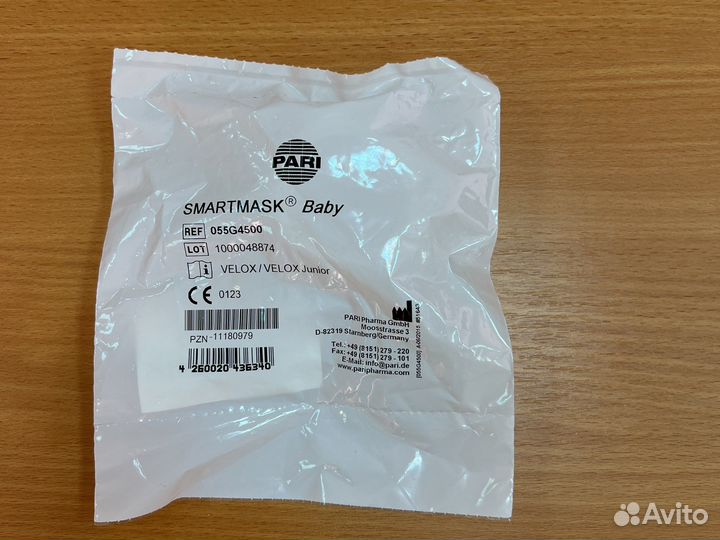 PARI
SMARTMASK® Baby
REF 055G4500
LOT 1000048874
VELOX / VELOX Junior
CE 0123
PZN-11180979
4 260020 436340
PARI Pharma GmbH
Moosstrasse 3
D-82319 Starnberg/Germany
Tel.: +49 (8151) 279 - 220
Fax: +49 (8151) 279 - 101
E-Mail: info@pari.de
www.paripharma.com
[055G4500]
Avito